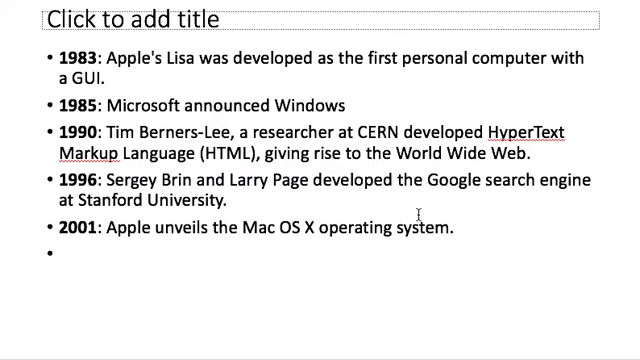 Click to add title
• 1983: Apple's Lisa was developed as the first personal computer with
a GUI.
• 1985: Microsoft announced Windows
• 1990: Tim Berners-Lee, a researcher at CERN developed HyperText
Markup Language (HTML), giving rise to the World Wide Web.
• 1996: Sergey Brin and Larry Page developed the Google search engine
at Stanford University.
• 2001: Apple unveils the Mac OS X operating system.
•